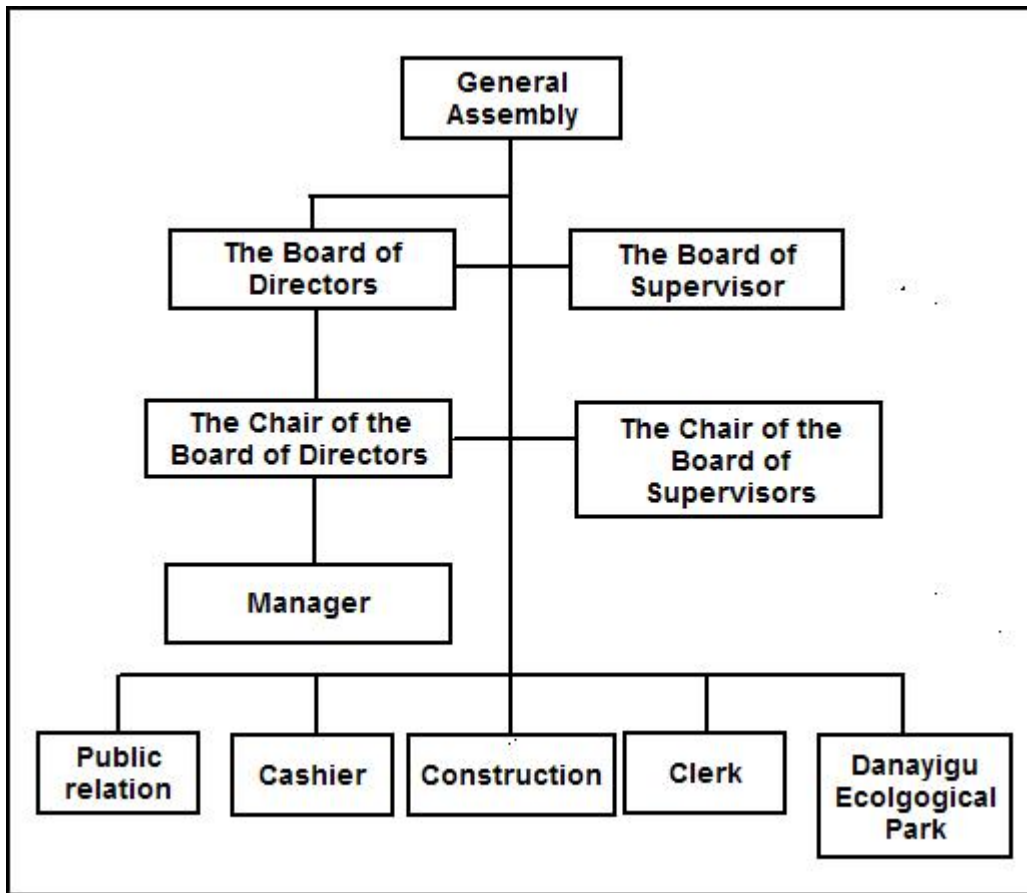 General
Assembly
The Board of
Directors
The Board of
Supervisor
The Chair of the
Board of Directors
The Chair of the
Board of
Supervisors
Manager
Public
relation
Cashier
Construction
Clerk
Danayigu
Ecolgogical
Park